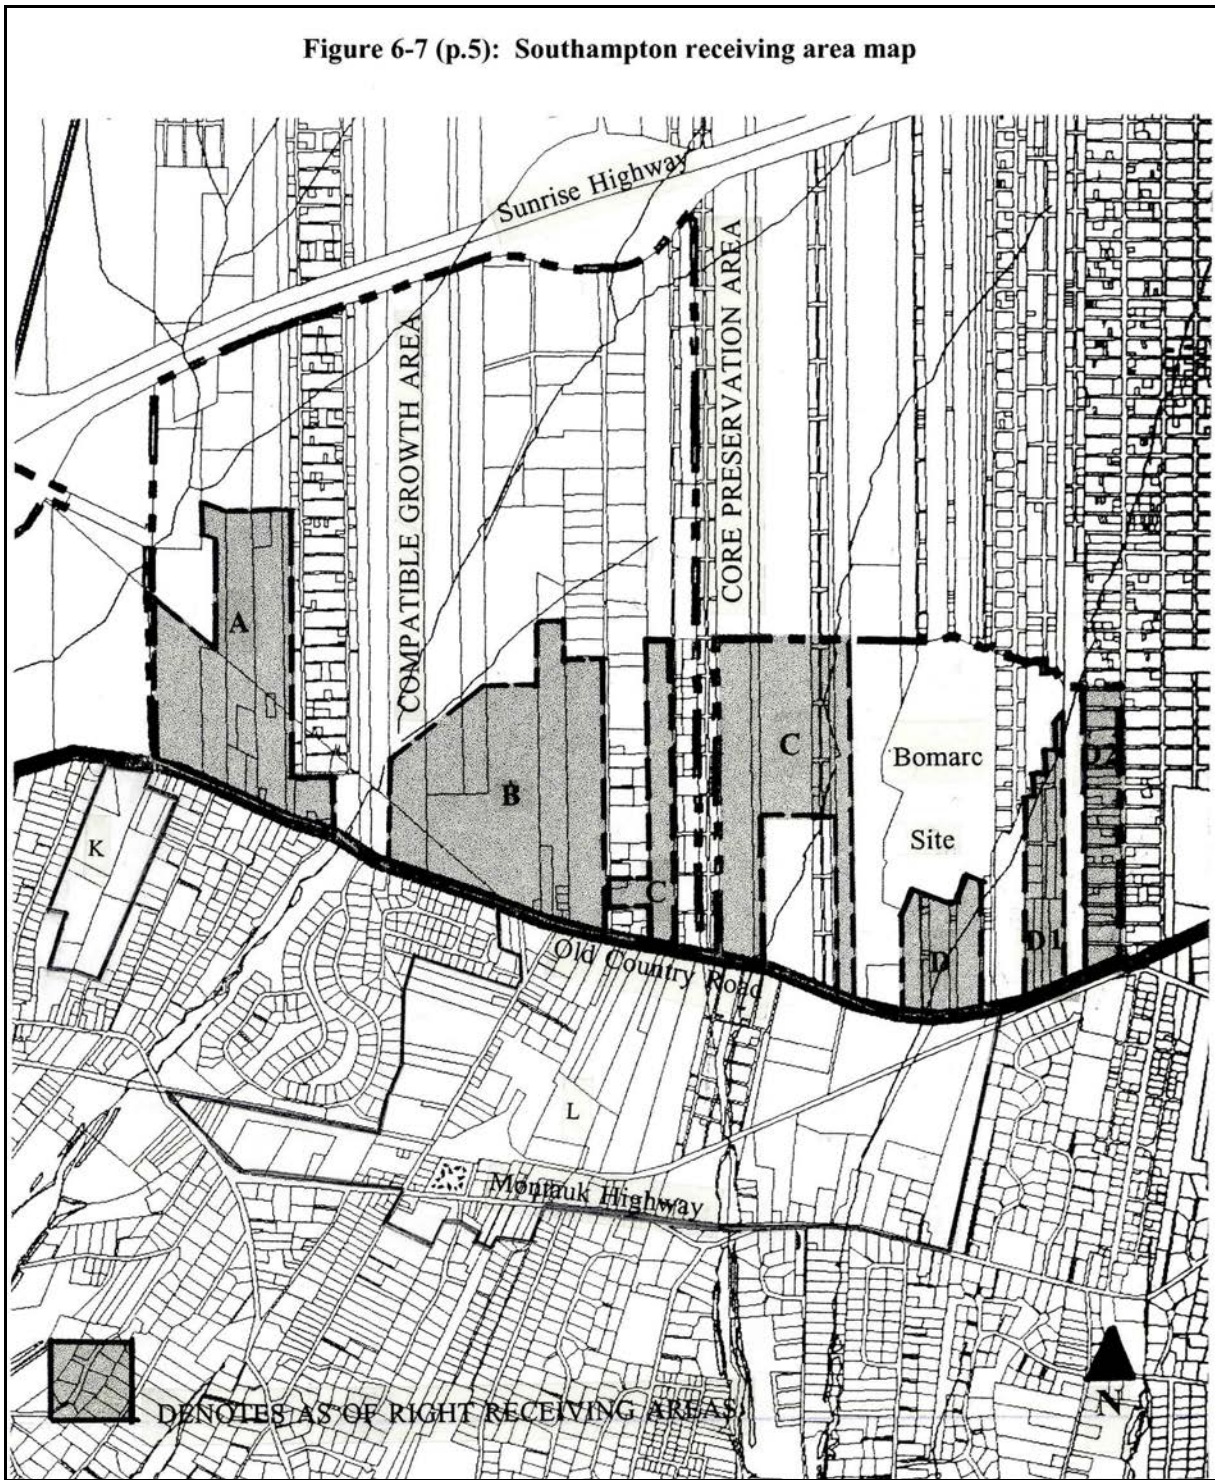 Figure 6-7 (p.5): Southampton receiving area map
Sunrise Highway
COMPATIBLE GROWTH AREA
CORE PRESERVATION AREA
A
B
C
C
Bomarc
Site
D
D1
D2
K
Old Country Road
L
Montauk Highway
N
DENOTES AS OF RIGHT RECEIVING AREAS